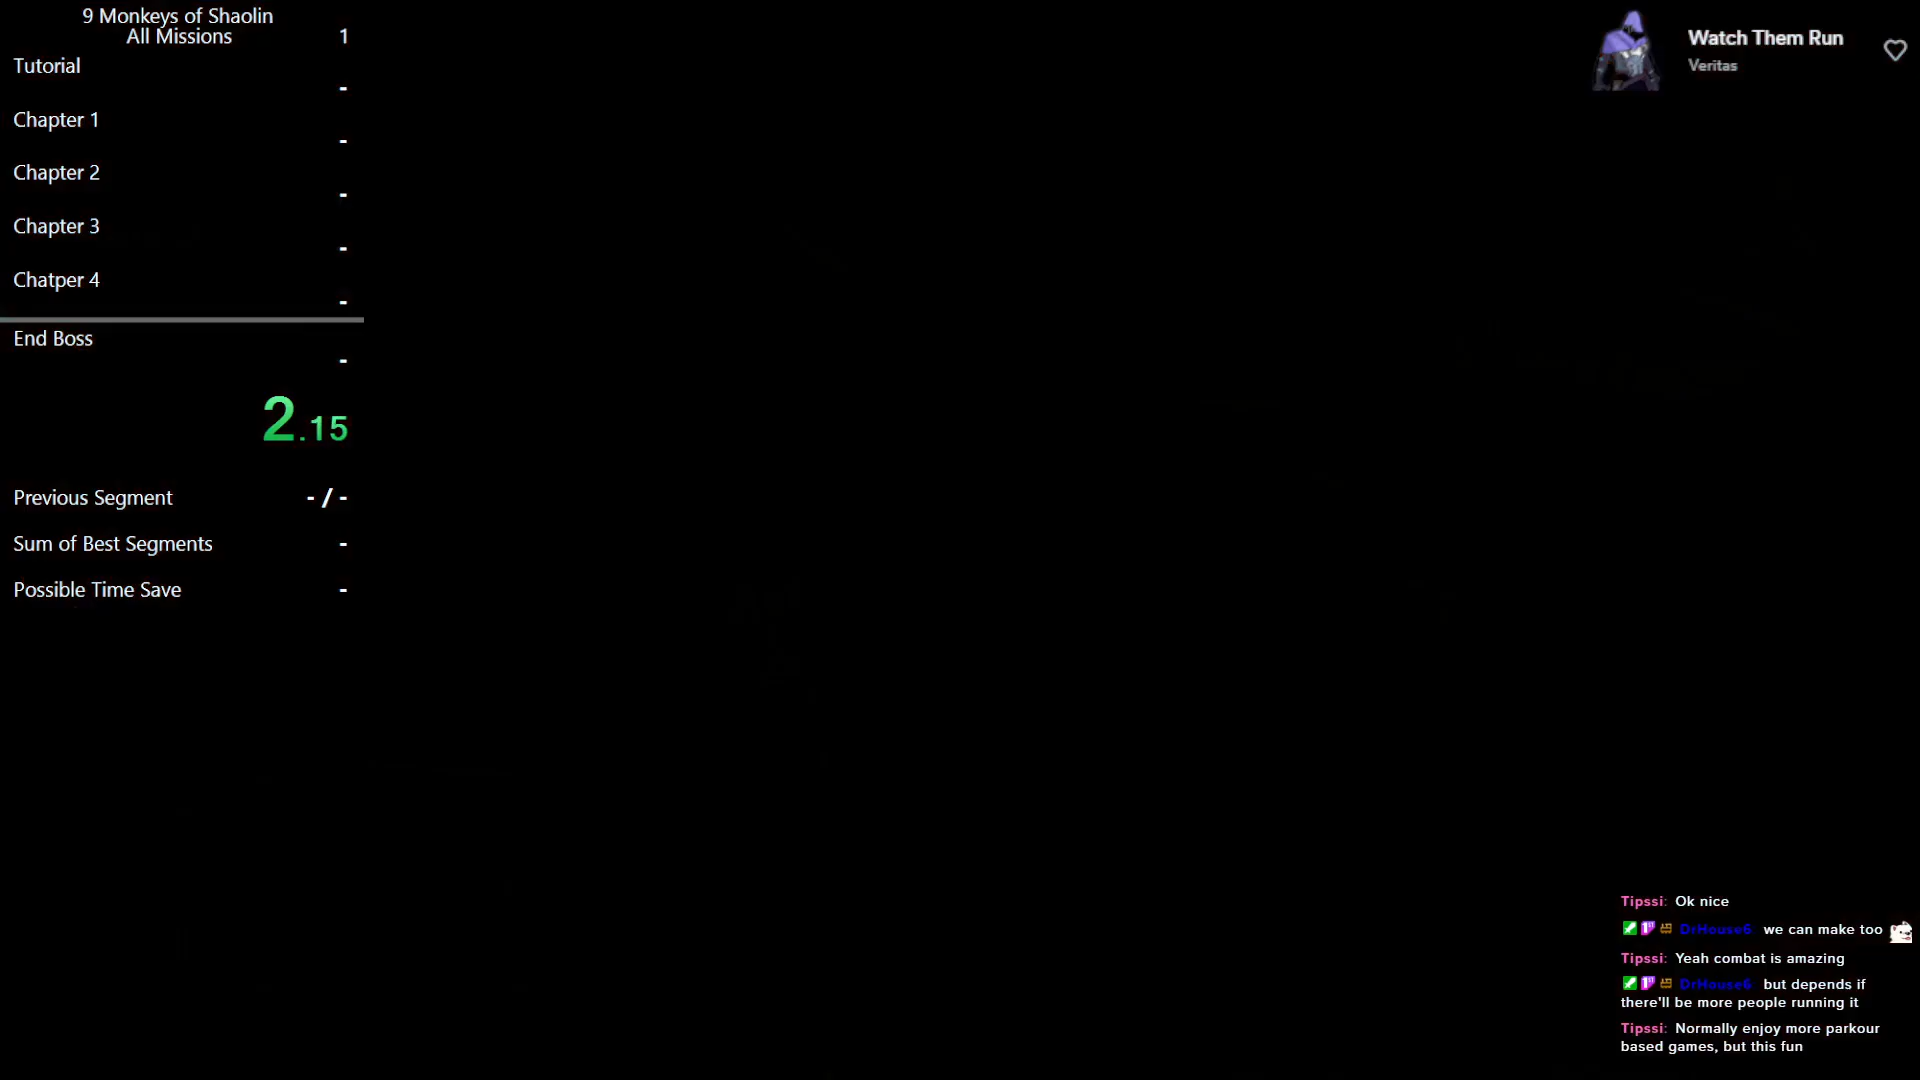 9 Monkeys of Shaolin
All Missions 1
Tutorial
-
Chapter 1
-
Chapter 2
-
Chapter 3
-
Chatper 4
-
End Boss
-
2.15
Previous Segment - / -
Sum of Best Segments -
Possible Time Save -
Watch Them Run
Veritas
Tipssi: Ok nice
DrHouse6: we can make too
Tipssi: Yeah combat is amazing
DrHouse6: but depends if
there'll be more people running it
Tipssi: Normally enjoy more parkour
based games, but this fun